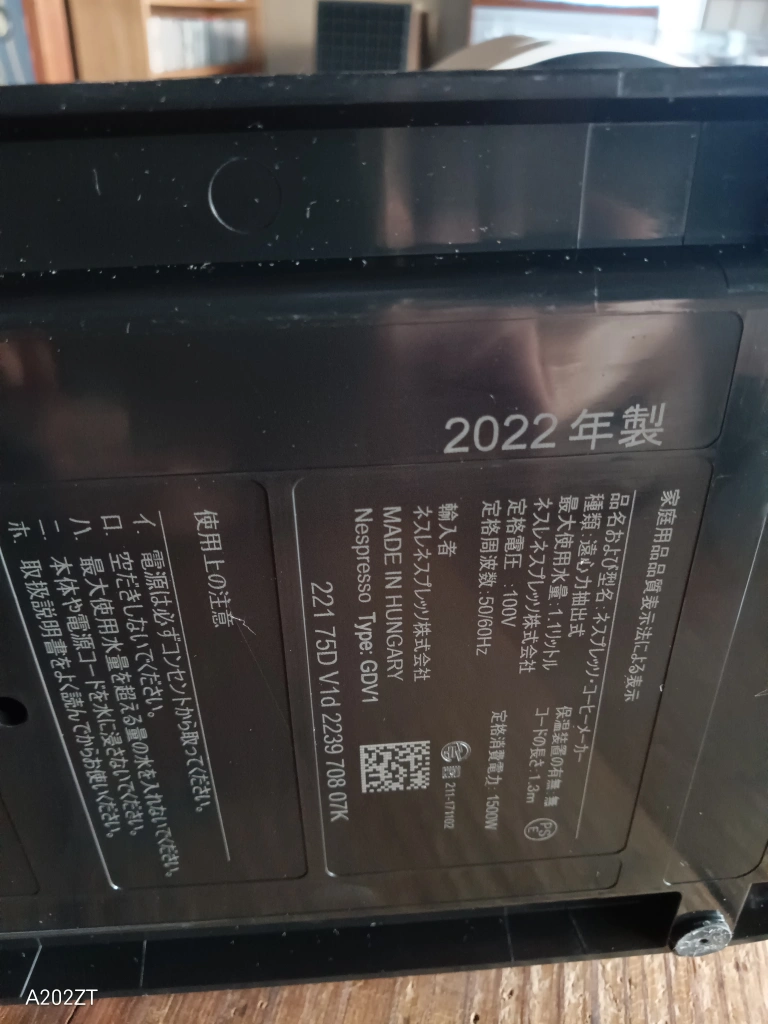 2022 年製
家庭用品品質表示法による表示
品名および型名:ネスプレッソ・コーヒーメーカー
種類:遠心力抽出式 保温装置の有無:無
最大使用水量:1.1リットル コードの長さ:1.3m
ネスレネスプレッソ株式会社
PS
E
定格電圧 :100V 定格消費電力: 1500W
定格周波数:50/60Hz
輸入者
ネスレネスプレッソ株式会社
211-171102
MADE IN HUNGARY
Nespresso Type: GDV1
221 75D V1d 2239 708 07K
使用上の注意
イ. 電源は必ずコンセントから取ってください。
ロ. 空だきしないでください。
ハ. 最大使用水量を超える量の水を入れないでください。
ニ. 本体や電源コードを水に浸さないでください。
ホ. 取扱説明書をよく読んでからお使いください。
A202ZT